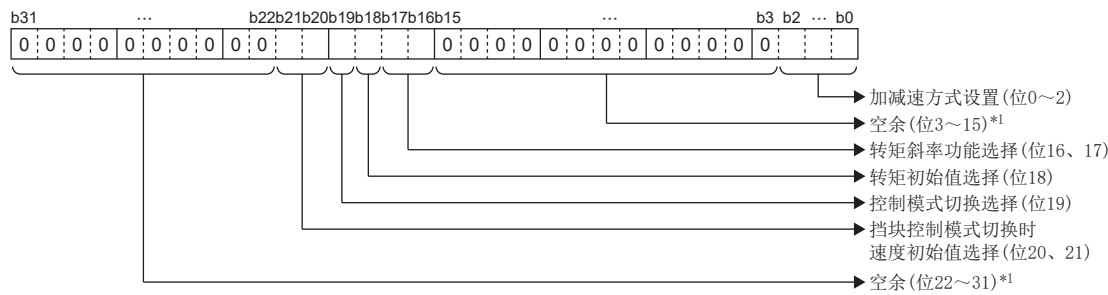 b31 … b22b21b20b19b18b17b16b15 … b3 b2 … b0
0 0 0 0 0 0 0 0 0 0 0 0 0 0 0 0 0 0 0 0 0 0 0
加减速方式设置(位0～2)
空余(位3～15)*1
转矩斜率功能选择(位16、17)
转矩初始值选择(位18)
控制模式切换选择(位19)
挡块控制模式切换时
速度初始值选择(位20、21)
空余(位22～31)*1